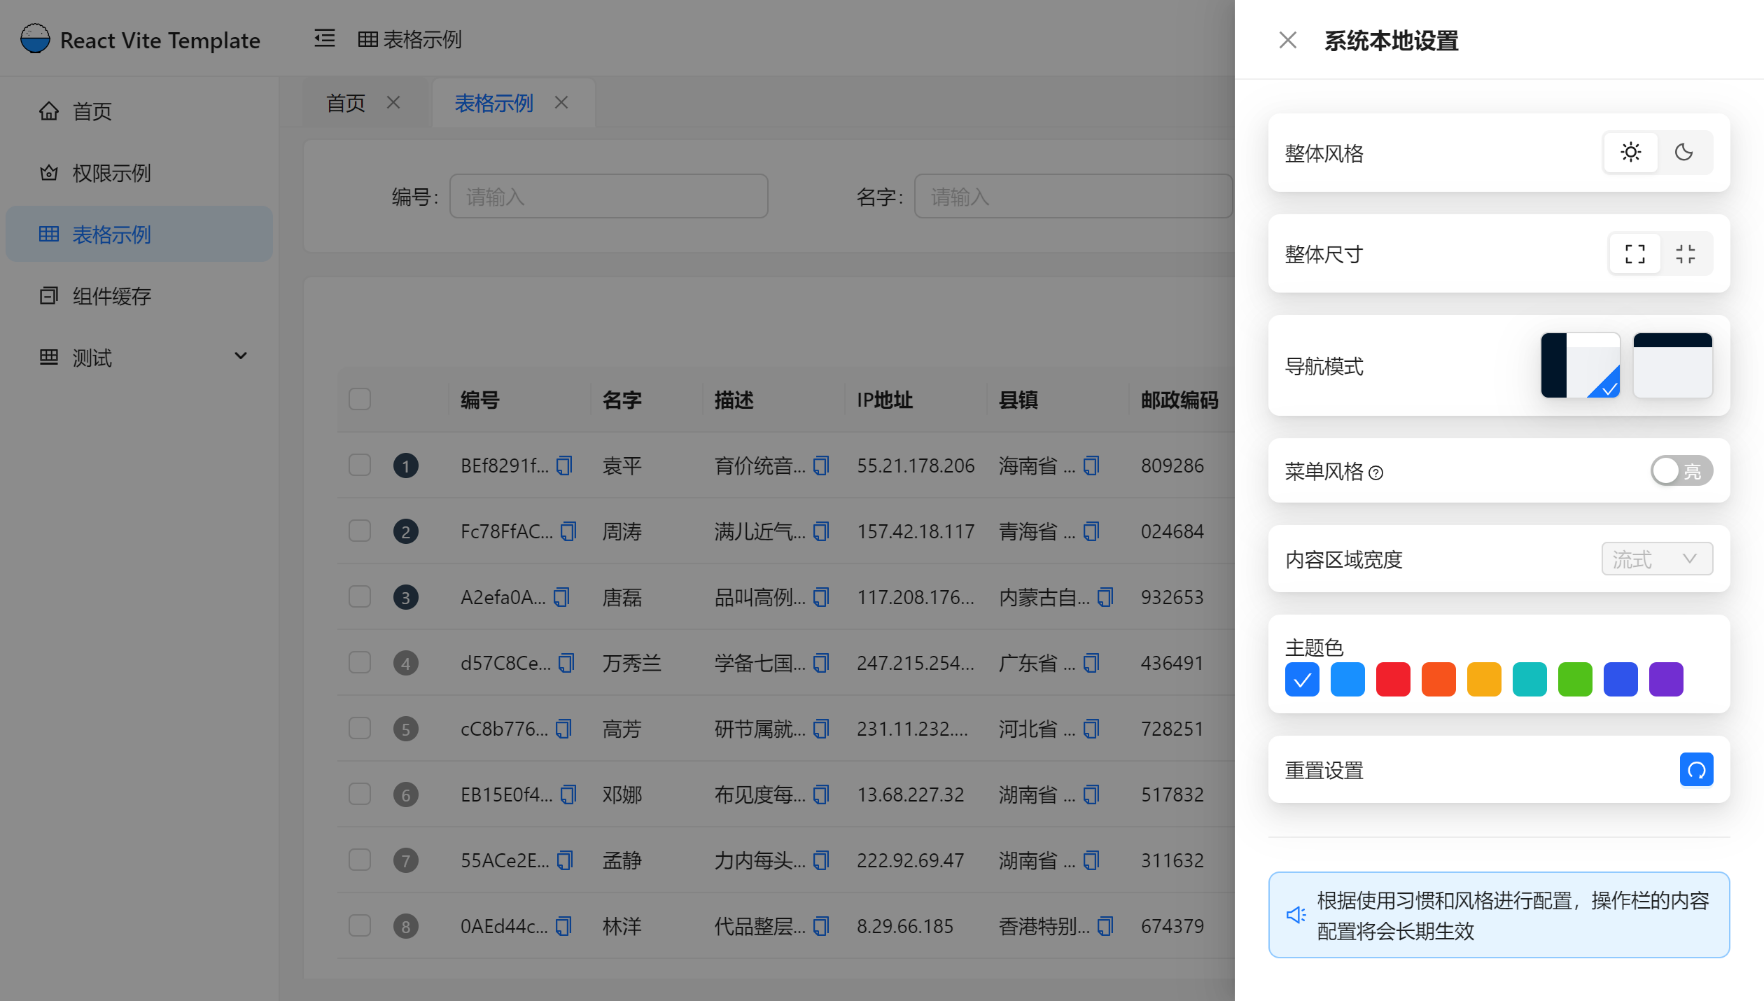 React Vite Template
表格示例
首页
权限示例
表格示例
组件缓存
测试
首页
表格示例
编号: 请输入
名字: 请输入
编号 名字 描述 IP地址 县镇 邮政编码
1 BEf8291f... 袁平 育价统音... 55.21.178.206 海南省 ... 809286
2 Fc78FfAC... 周涛 满儿近气... 157.42.18.117 青海省 ... 024684
3 A2efa0A... 唐磊 品叫高例... 117.208.176... 内蒙古自... 932653
4 d57C8Ce... 万秀兰 学备七国... 247.215.254... 广东省 ... 436491
5 cC8b776... 高芳 研节属就... 231.11.232.... 河北省 ... 728251
6 EB15E0f4... 邓娜 布见度每... 13.68.227.32 湖南省 ... 517832
7 55ACe2E... 孟静 力内每头... 222.92.69.47 湖南省 ... 311632
8 0AEd44c... 林洋 代品整层... 8.29.66.185 香港特别... 674379
系统本地设置
整体风格
整体尺寸
导航模式
菜单风格 亮
内容区域宽度 流式
主题色
重置设置
根据使用习惯和风格进行配置，操作栏的内容
配置将会长期生效